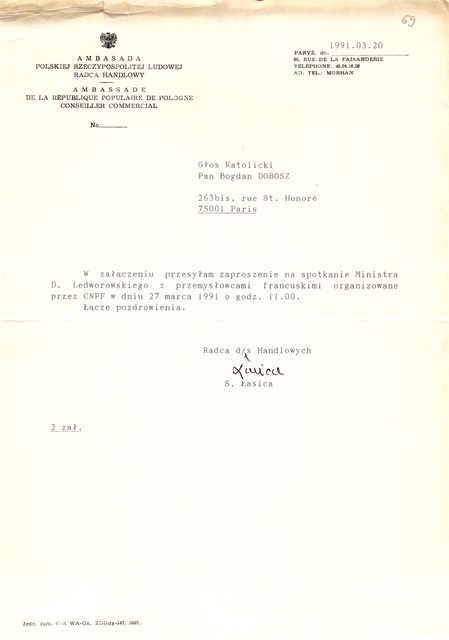 69
AMBASADA
POLSKIEJ RZECZYPOSPOLITEJ LUDOWEJ
RADCA HANDLOWY
AMBASSADE
DE LA RÉPUBLIQUE POPULAIRE DE POLOGNE
CONSEILLER COMMERCIAL
No.
PARYŻ, dn. 1991.03.20
86, RUE DE LA FAISANDERIE
TÉLÉPHONE: 45.04.10.20
AD. TEL.: MORHAN
Głos Katolicki
Pan Bogdan DOBOSZ
263bis, rue St. Honoré
75001 Paris
W załączeniu przesyłam zaproszenie na spotkanie Ministra
D. Ledworowskiego z przemysłowcami francuskimi organizowane
przez CNPF w dniu 27 marca 1991 o godz. 11.00.
Łączę pozdrowienia.
Radca d/s Handlowych
Łasica
S. Łasica
2 zał.